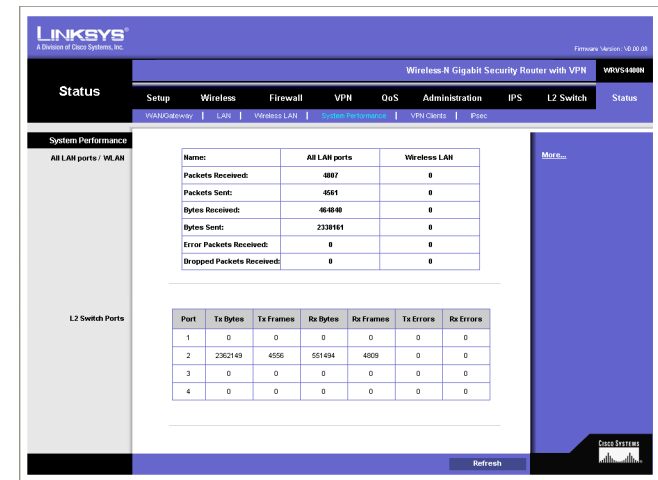 LINKSYS®
A Division of Cisco Systems, Inc.
Firmware Version: V0.00.08
Wireless-N Gigabit Security Router with VPN WRVS4400N
Status
Setup Wireless Firewall VPN QoS Administration IPS L2 Switch Status
WAN/Gateway | LAN | Wireless LAN | System Performance | VPN Clients | IPsec
System Performance
All LAN ports / WLAN
More...
Name: All LAN ports Wireless LAN
Packets Received: 4807 0
Packets Sent: 4561 0
Bytes Received: 464840 0
Bytes Sent: 2338161 0
Error Packets Received: 0 0
Dropped Packets Received: 0 0
L2 Switch Ports
Port Tx Bytes Tx Frames Rx Bytes Rx Frames Tx Errors Rx Errors
1 0 0 0 0 0 0
2 2362149 4556 551494 4809 0 0
3 0 0 0 0 0 0
4 0 0 0 0 0 0
Refresh
CISCO SYSTEMS